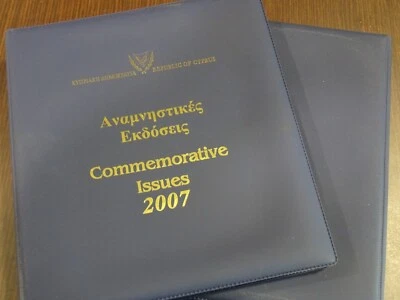 ΚΥΠΡΙΑΚΗ ΔΗΜΟΚΡΑΤΙΑ REPUBLIC OF CYPRUS
Αναμνηστικές
Εκδόσεις
Commemorative
Issues
2007